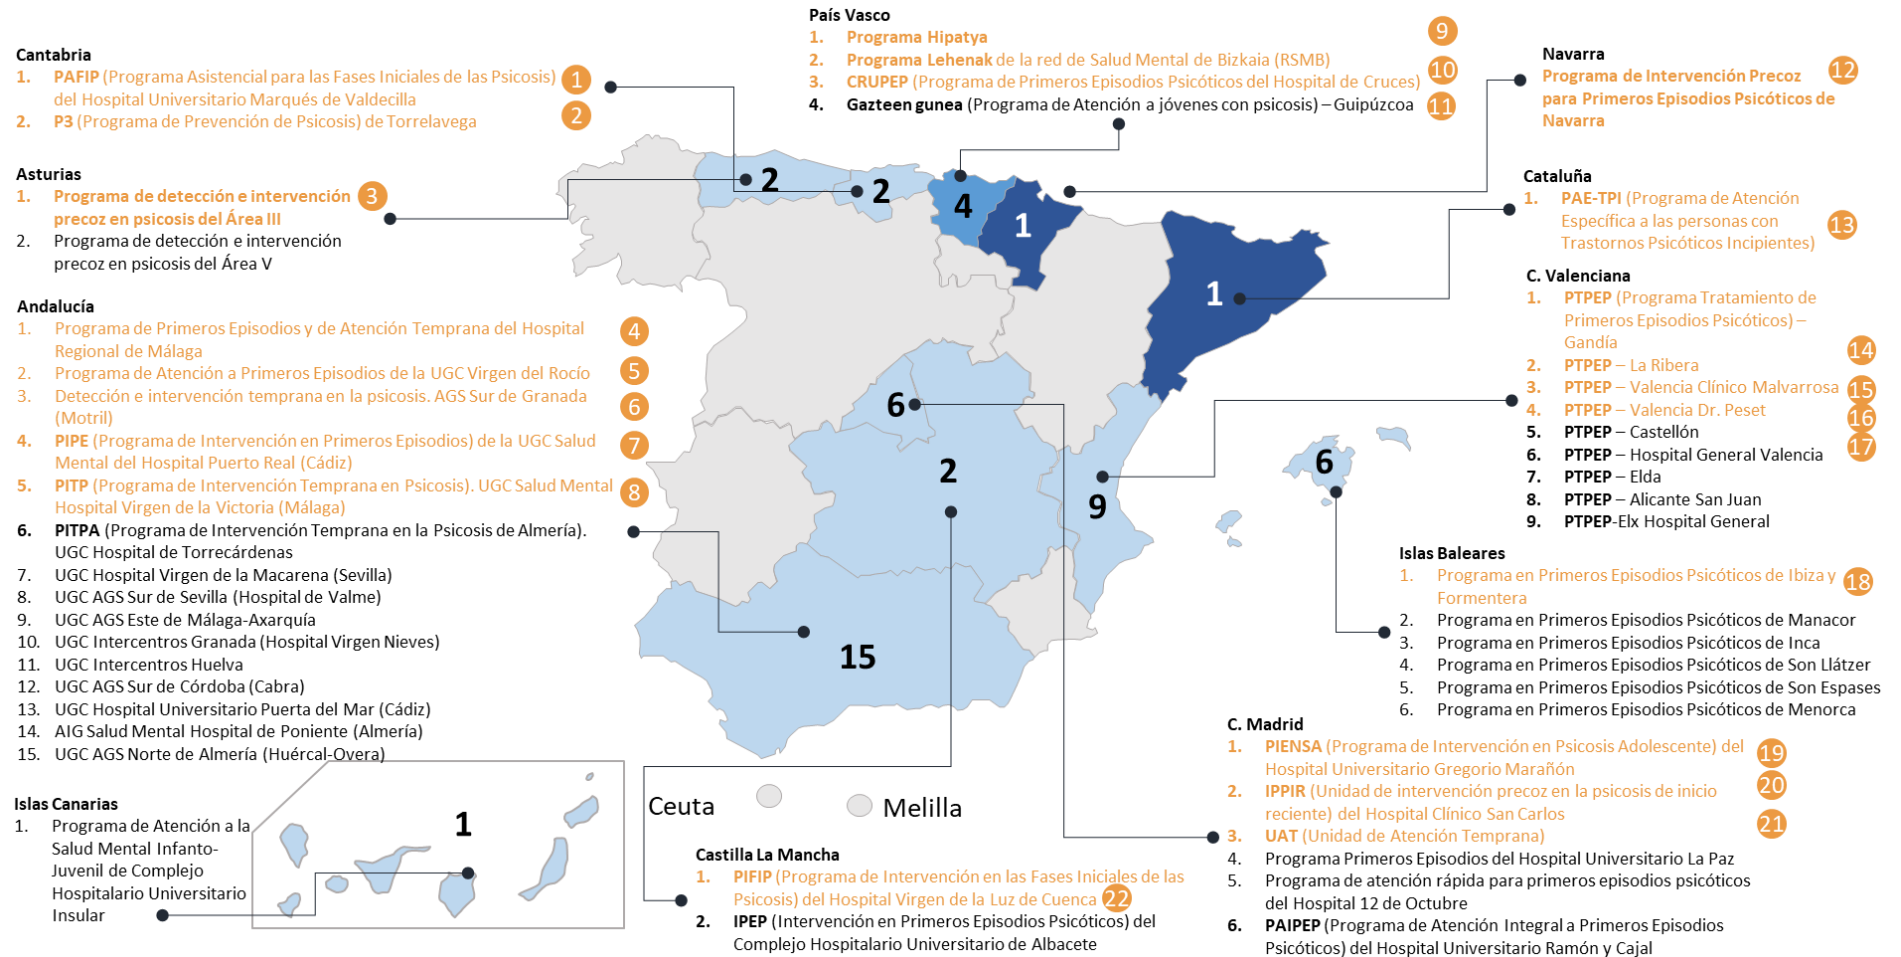 Cantabria
1. PAFIP (Programa Asistencial para las Fases Iniciales de las Psicosis)
del Hospital Universitario Marqués de Valdecilla
1
2. P3 (Programa de Prevención de Psicosis) de Torrelavega
2
Asturias
1. Programa de detección e intervención
precoz en psicosis del Área III
3
2. Programa de detección e intervención
precoz en psicosis del Área V
Andalucía
1. Programa de Primeros Episodios y de Atención Temprana del Hospital
Regional de Málaga
4
2. Programa de Atención a Primeros Episodios de la UGC Virgen del Rocío
5
3. Detección e intervención temprana en la psicosis. AGS Sur de Granada
(Motril)
6
4. PIPE (Programa de Intervención en Primeros Episodios) de la UGC Salud
Mental del Hospital Puerto Real (Cádiz)
7
5. PITP (Programa de Intervención Temprana en Psicosis). UGC Salud Mental
Hospital Virgen de la Victoria (Málaga)
8
6. PITPA (Programa de Intervención Temprana en la Psicosis de Almería).
UGC Hospital de Torrecárdenas
7. UGC Hospital Virgen de la Macarena (Sevilla)
8. UGC AGS Sur de Sevilla (Hospital de Valme)
9. UGC AGS Este de Málaga-Axarquía
10. UGC Intercentros Granada (Hospital Virgen Nieves)
11. UGC Intercentros Huelva
12. UGC AGS Sur de Córdoba (Cabra)
13. UGC Hospital Universitario Puerta del Mar (Cádiz)
14. AIG Salud Mental Hospital de Poniente (Almería)
15. UGC AGS Norte de Almería (Huércal-Overa)
Islas Canarias
1. Programa de Atención a la
Salud Mental Infanto-
Juvenil de Complejo
Hospitalario Universitario
Insular
1
País Vasco
1. Programa Hipatya
9
2. Programa Lehenak de la red de Salud Mental de Bizkaia (RSMB)
10
3. CRUPEP (Programa de Primeros Episodios Psicóticos del Hospital de Cruces)
4. Gazteen gunea (Programa de Atención a jóvenes con psicosis) – Guipúzcoa
11
2
2
4
1
1
6
2
9
6
15
Ceuta
Melilla
Castilla La Mancha
1. PIFIP (Programa de Intervención en las Fases Iniciales de las
Psicosis) del Hospital Virgen de la Luz de Cuenca
22
2. IPEP (Intervención en Primeros Episodios Psicóticos) del
Complejo Hospitalario Universitario de Albacete
Navarra
Programa de Intervención Precoz
para Primeros Episodios Psicóticos de
Navarra
12
Cataluña
1. PAE-TPI (Programa de Atención
Específica a las personas con
Trastornos Psicóticos Incipientes)
13
C. Valenciana
1. PTPEP (Programa Tratamiento de
Primeros Episodios Psicóticos) –
Gandía
14
2. PTPEP – La Ribera
3. PTPEP – Valencia Clínico Malvarrosa
15
4. PTPEP – Valencia Dr. Peset
16
5. PTPEP – Castellón
17
6. PTPEP – Hospital General Valencia
7. PTPEP – Elda
8. PTPEP – Alicante San Juan
9. PTPEP-Elx Hospital General
Islas Baleares
1. Programa en Primeros Episodios Psicóticos de Ibiza y
Formentera
18
2. Programa en Primeros Episodios Psicóticos de Manacor
3. Programa en Primeros Episodios Psicóticos de Inca
4. Programa en Primeros Episodios Psicóticos de Son Llátzer
5. Programa en Primeros Episodios Psicóticos de Son Espases
6. Programa en Primeros Episodios Psicóticos de Menorca
C. Madrid
1. PIENSA (Programa de Intervención en Psicosis Adolescente) del
Hospital Universitario Gregorio Marañón
19
2. IPPIR (Unidad de intervención precoz en la psicosis de inicio
reciente) del Hospital Clínico San Carlos
20
3. UAT (Unidad de Atención Temprana)
21
4. Programa Primeros Episodios del Hospital Universitario La Paz
5. Programa de atención rápida para primeros episodios psicóticos
del Hospital 12 de Octubre
6. PAIPEP (Programa de Atención Integral a Primeros Episodios
Psicóticos) del Hospital Universitario Ramón y Cajal